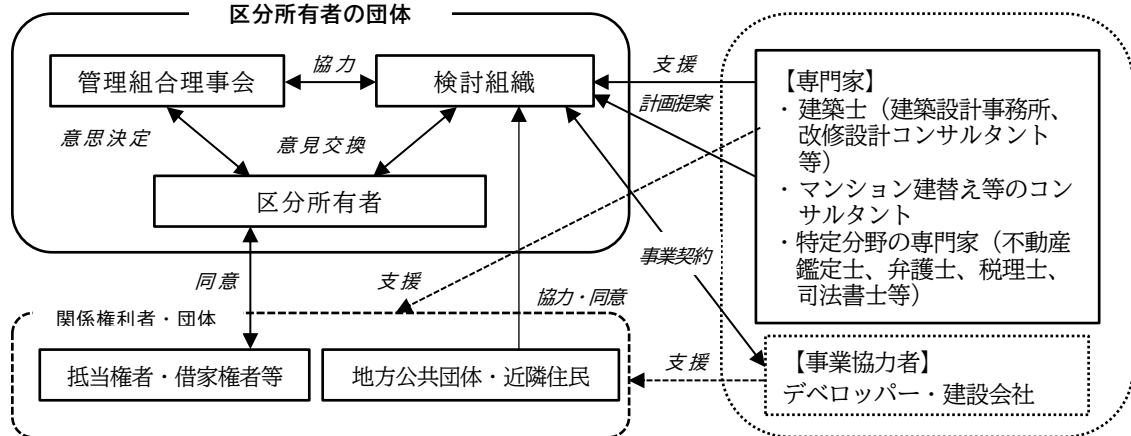 区分所有者の団体
管理組合理事会
協力
検討組織
意思決定
意見交換
区分所有者
支援
計画提案
【専門家】
・建築士（建築設計事務所、
改修設計コンサルタント
等）
・マンション建替え等のコン
サルタント
・特定分野の専門家（不動産
鑑定士、弁護士、税理士、
司法書士等）
同意
支援
事業契約
協力・同意
関係権利者・団体
抵当権者・借家権者等
地方公共団体・近隣住民
支援
【事業協力者】
デベロッパー・建設会社